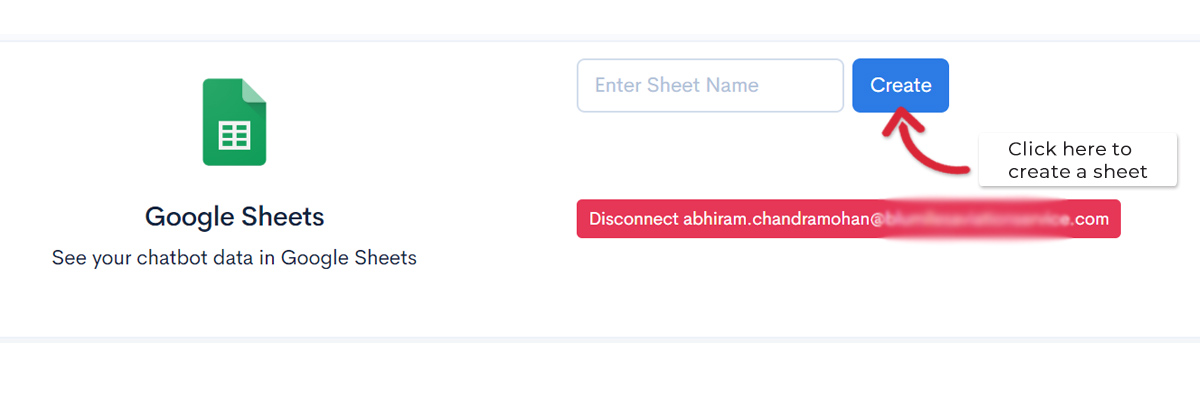 Enter Sheet Name
Create
Click here to
create a sheet
Google Sheets
Disconnect abhiram.chandramohan@ .com
See your chatbot data in Google Sheets